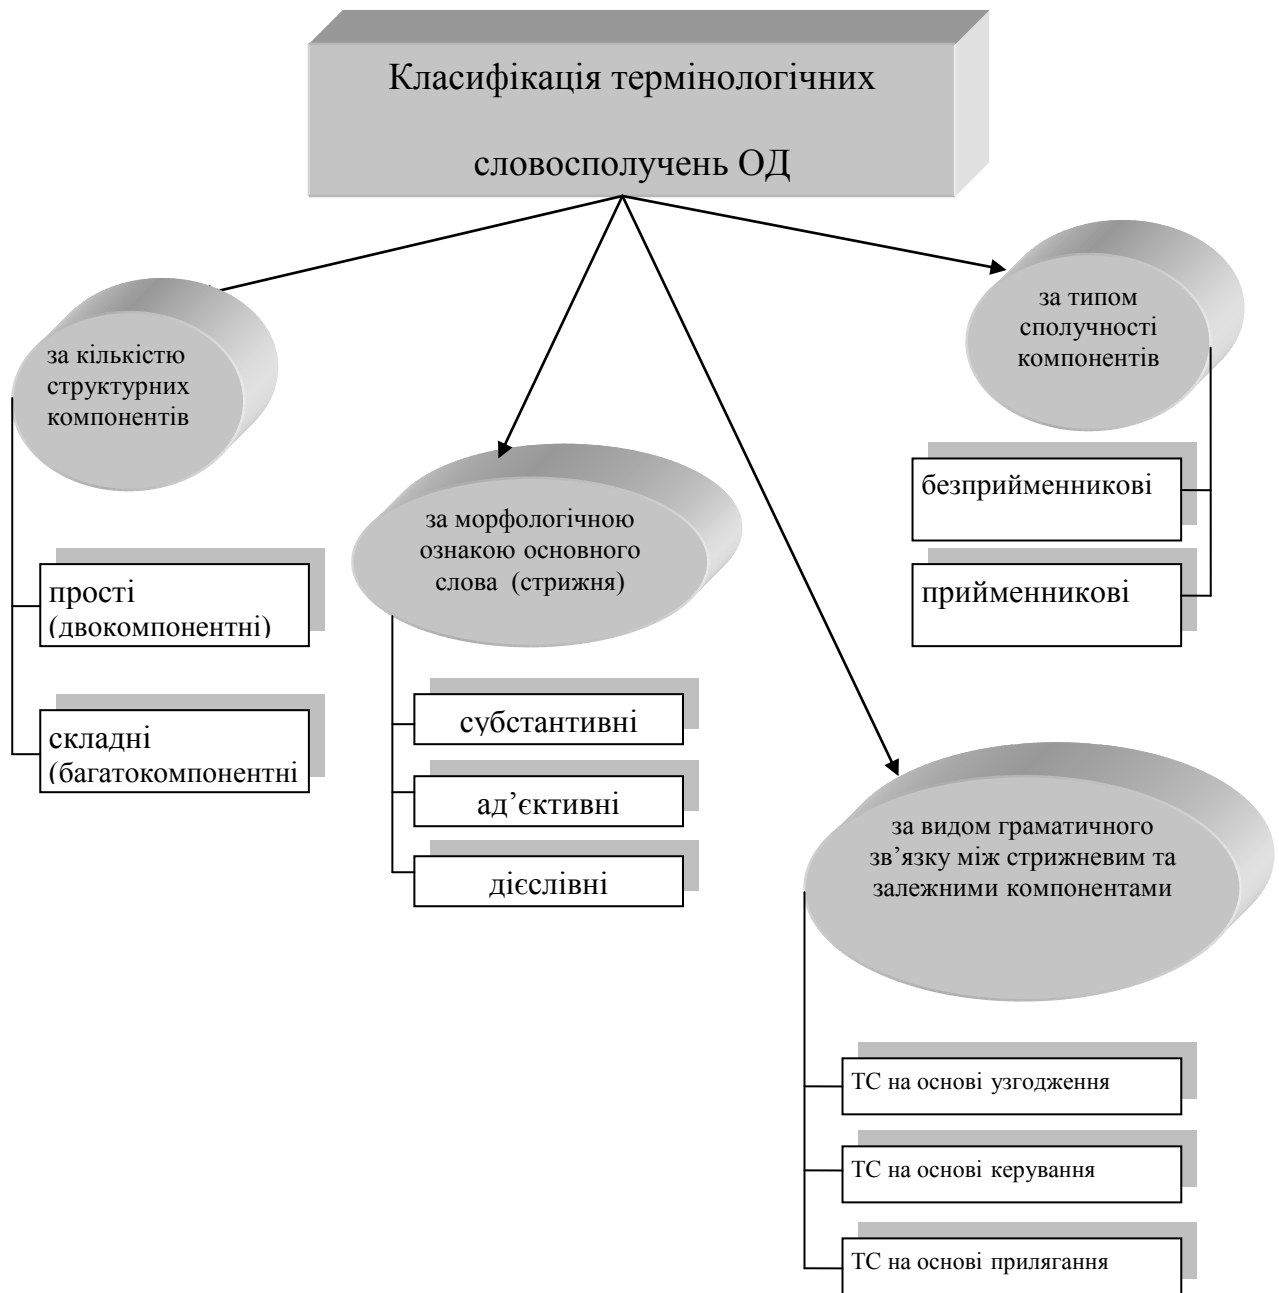 Класифікація термінологічних
словосполучень ОД
за кількістю
структурних
компонентів
прості
(двокомпонентні)
складні
(багатокомпонентні
за морфологічною
ознакою основного
слова (стрижня)
субстантивні
ад’єктивні
дієслівні
за типом
сполучності
компонентів
безприйменникові
прийменникові
за видом граматичного
зв’язку між стрижневим та
залежними компонентами
ТС на основі узгодження
ТС на основі керування
ТС на основі прилягання